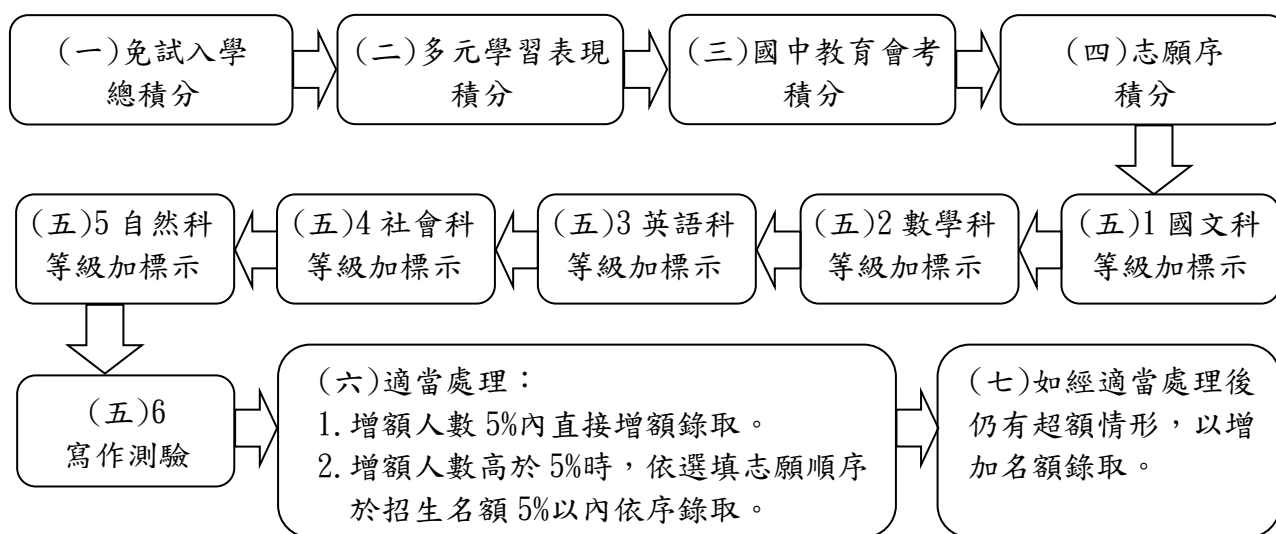 (一)免試入學
總積分
(二)多元學習表現
積分
(三)國中教育會考
積分
(四)志願序
積分
(五)1 國文科
等級加標示
(五)2 數學科
等級加標示
(五)3 英語科
等級加標示
(五)4 社會科
等級加標示
(五)5 自然科
等級加標示
(五)6
寫作測驗
(六)適當處理：
1. 增額人數 5%內直接增額錄取。
2. 增額人數高於 5%時，依選填志願順序
於招生名額 5%以內依序錄取。
(七)如經適當處理後
仍有超額情形，以增
加名額錄取。